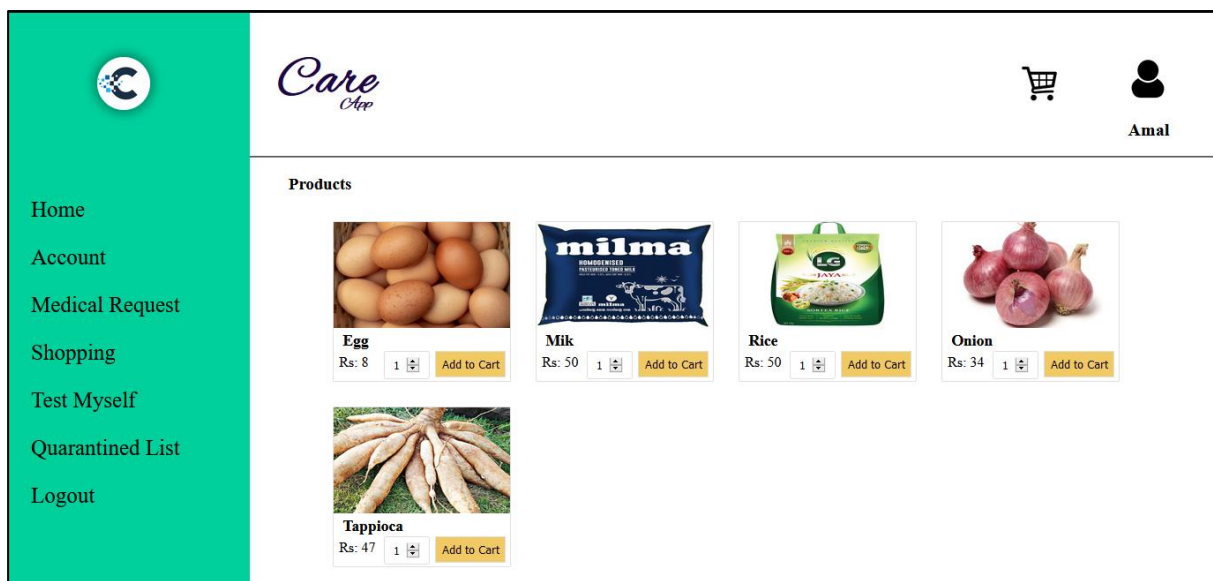 C
Care
App
Amal
Home
Account
Medical Request
Shopping
Test Myself
Quarantined List
Logout
Products
milma
HOMOGENISED
PASTEURISED TONED MILK
milma
LG
JAYA
Egg
Rs: 8 1 Add to Cart
Mik
Rs: 50 1 Add to Cart
Rice
Rs: 50 1 Add to Cart
Onion
Rs: 34 1 Add to Cart
Tappioca
Rs: 47 1 Add to Cart